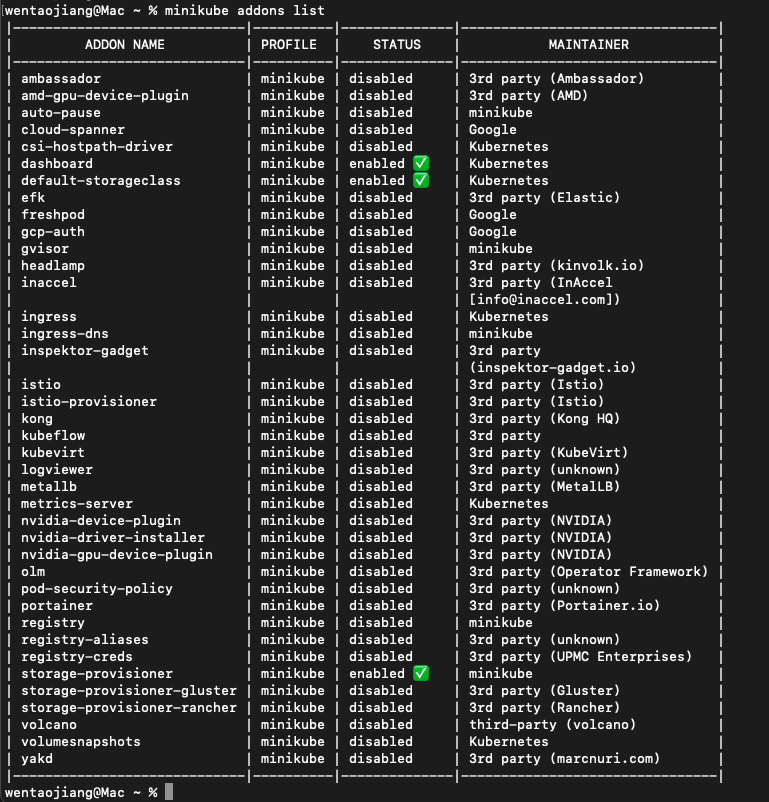 [wentaojiang@Mac ~ % minikube addons list
|-----------------------------|----------|--------------|--------------------------------|
|         ADDON NAME          | PROFILE  |    STATUS    |           MAINTAINER           |
|-----------------------------|----------|--------------|--------------------------------|
| ambassador                  | minikube | disabled     | 3rd party (Ambassador)         |
| amd-gpu-device-plugin       | minikube | disabled     | 3rd party (AMD)                |
| auto-pause                  | minikube | disabled     | minikube                       |
| cloud-spanner               | minikube | disabled     | Google                         |
| csi-hostpath-driver         | minikube | disabled     | Kubernetes                     |
| dashboard                   | minikube | enabled ✅   | Kubernetes                     |
| default-storageclass        | minikube | enabled ✅   | Kubernetes                     |
| efk                         | minikube | disabled     | 3rd party (Elastic)            |
| freshpod                    | minikube | disabled     | Google                         |
| gcp-auth                    | minikube | disabled     | Google                         |
| gvisor                      | minikube | disabled     | minikube                       |
| headlamp                    | minikube | disabled     | 3rd party (kinvolk.io)         |
| inaccel                     | minikube | disabled     | 3rd party (InAccel             |
|                             |          |              | [info@inaccel.com])            |
| ingress                     | minikube | disabled     | Kubernetes                     |
| ingress-dns                 | minikube | disabled     | minikube                       |
| inspektor-gadget            | minikube | disabled     | 3rd party                      |
|                             |          |              | (inspektor-gadget.io)          |
| istio                       | minikube | disabled     | 3rd party (Istio)              |
| istio-provisioner           | minikube | disabled     | 3rd party (Istio)              |
| kong                        | minikube | disabled     | 3rd party (Kong HQ)            |
| kubeflow                    | minikube | disabled     | 3rd party                      |
| kubevirt                    | minikube | disabled     | 3rd party (KubeVirt)           |
| logviewer                   | minikube | disabled     | 3rd party (unknown)            |
| metallb                     | minikube | disabled     | 3rd party (MetalLB)            |
| metrics-server              | minikube | disabled     | Kubernetes                     |
| nvidia-device-plugin        | minikube | disabled     | 3rd party (NVIDIA)             |
| nvidia-driver-installer     | minikube | disabled     | 3rd party (NVIDIA)             |
| nvidia-gpu-device-plugin    | minikube | disabled     | 3rd party (NVIDIA)             |
| olm                         | minikube | disabled     | 3rd party (Operator Framework) |
| pod-security-policy         | minikube | disabled     | 3rd party (unknown)            |
| portainer                   | minikube | disabled     | 3rd party (Portainer.io)       |
| registry                    | minikube | disabled     | minikube                       |
| registry-aliases            | minikube | disabled     | 3rd party (unknown)            |
| registry-creds              | minikube | disabled     | 3rd party (UPMC Enterprises)   |
| storage-provisioner         | minikube | enabled ✅   | minikube                       |
| storage-provisioner-gluster | minikube | disabled     | 3rd party (Gluster)            |
| storage-provisioner-rancher | minikube | disabled     | 3rd party (Rancher)            |
| volcano                     | minikube | disabled     | third-party (volcano)          |
| volumesnapshots             | minikube | disabled     | Kubernetes                     |
| yakd                        | minikube | disabled     | 3rd party (marcnuri.com)       |
|-----------------------------|----------|--------------|--------------------------------|
wentaojiang@Mac ~ %